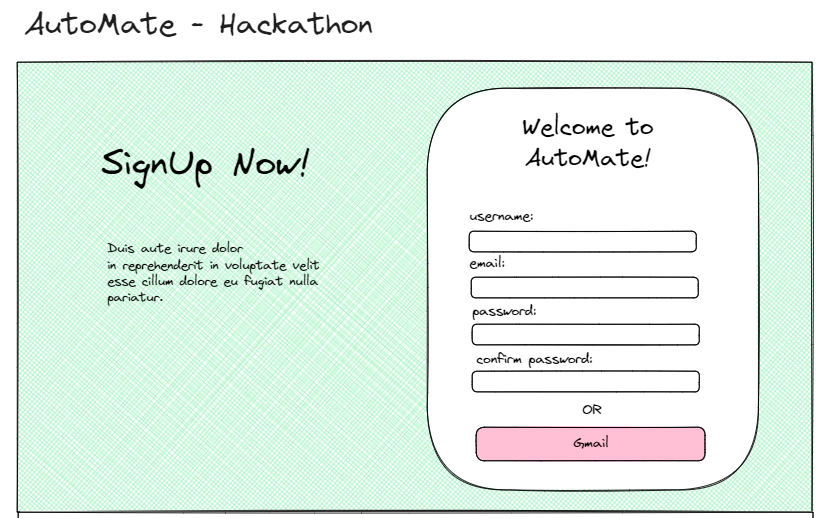 AutoMate - Hackathon
SignUp Now!
Duis aute irure dolor
in reprehenderit in voluptate velit
esse cillum dolore eu fugiat nulla
pariatur.
Welcome to
AutoMate!
username:
email:
password:
confirm password:
OR
Gmail